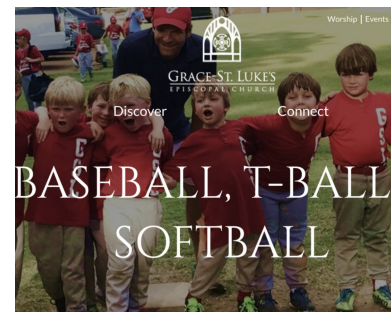 Worship | Events
GRACE-ST. LUKE'S
EPISCOPAL CHURCH
Discover
Connect
BASEBALL, T-BALL
SOFTBALL